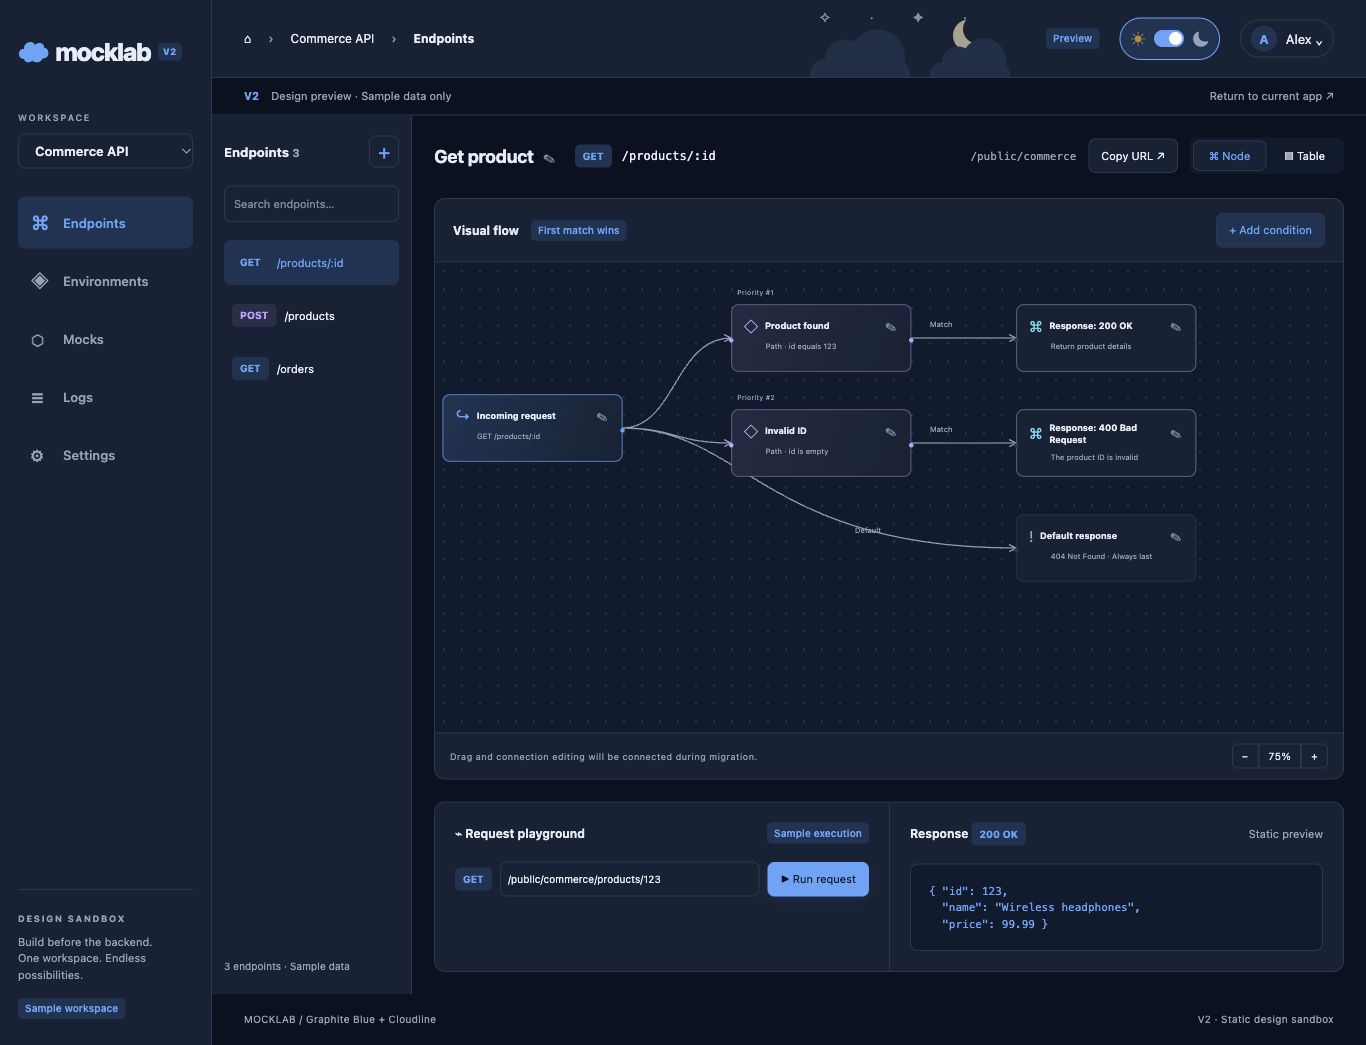 mocklab V2
WORKSPACE
Commerce API
Endpoints
Environments
Mocks
Logs
Settings
DESIGN SANDBOX
Build before the backend.
One workspace. Endless
possibilities.
Sample workspace
Commerce API Endpoints
Preview
A Alex
V2 Design preview · Sample data only
Return to current app ↗
Endpoints 3
+
Search endpoints...
GET /products/:id
POST /products
GET /orders
3 endpoints · Sample data
Get product GET /products/:id
/public/commerce Copy URL ↗ ⌘ Node Table
Visual flow First match wins
+ Add condition
Incoming request
GET /products/:id
Priority #1
Product found
Path · id equals 123
Match
Response: 200 OK
Return product details
Priority #2
Invalid ID
Path · id is empty
Match
Response: 400 Bad
Request
The product ID is invalid
Default
! Default response
404 Not Found · Always last
Drag and connection editing will be connected during migration.
− 75% +
Request playground Sample execution
GET /public/commerce/products/123 Run request
Response 200 OK Static preview
{ "id": 123,
"name": "Wireless headphones",
"price": 99.99 }
MOCKLAB / Graphite Blue + Cloudline
V2 · Static design sandbox